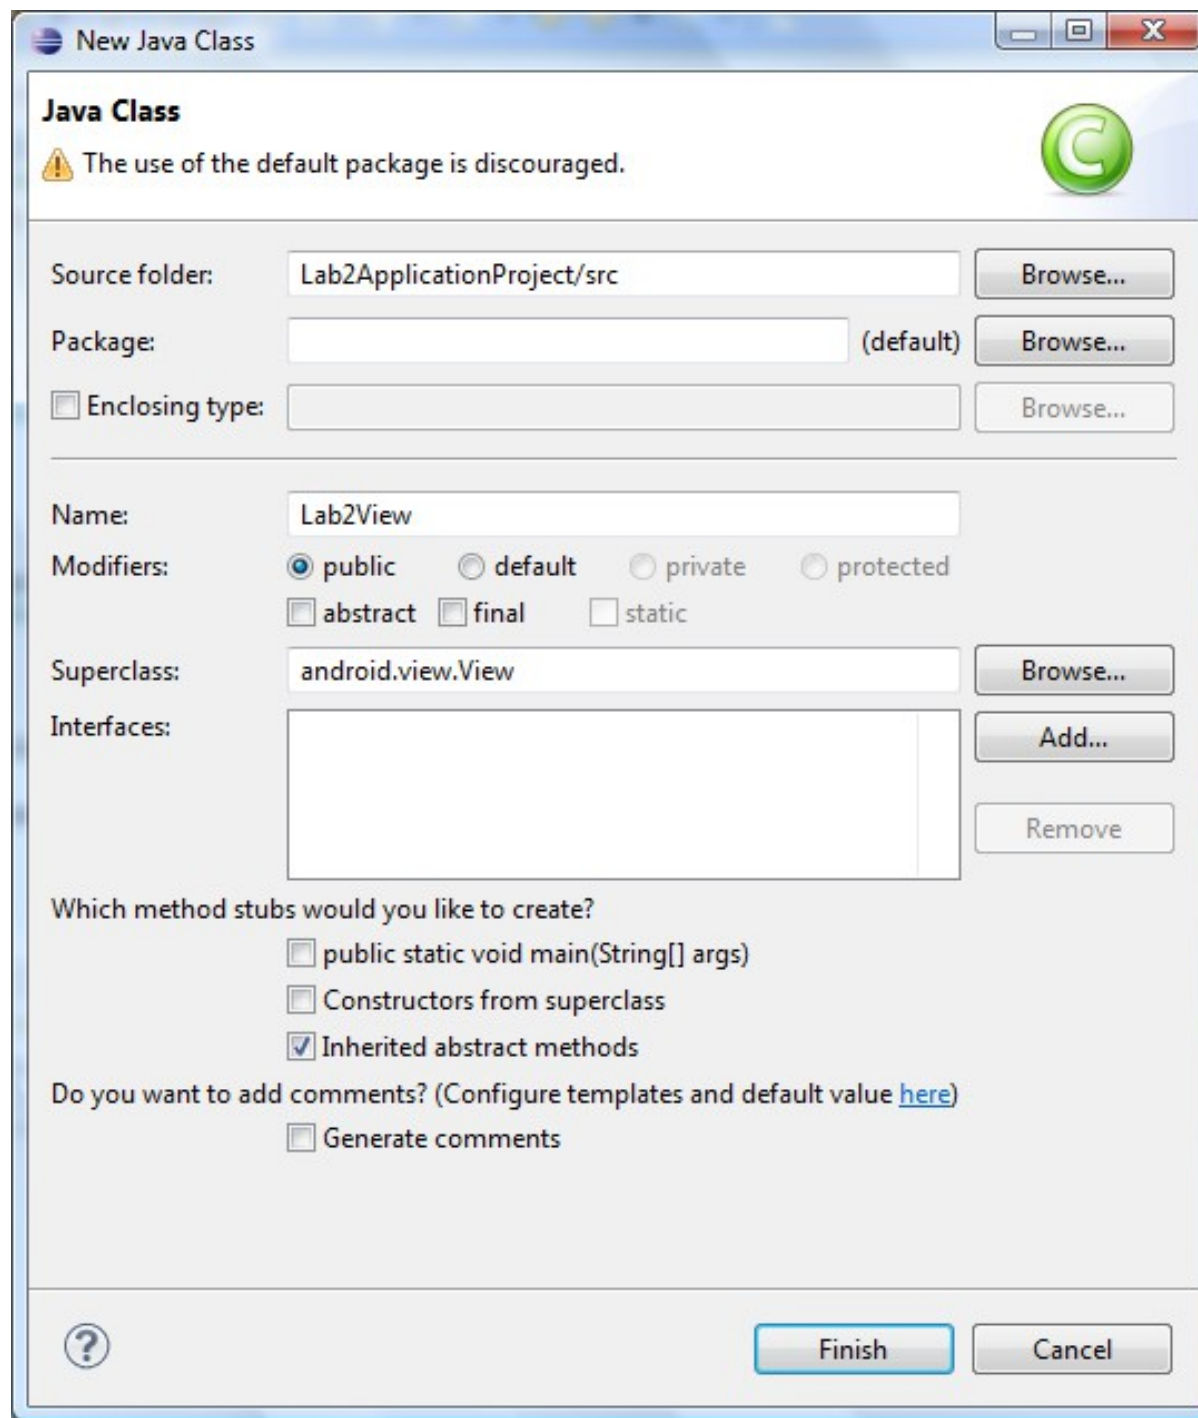 New Java Class
Java Class
The use of the default package is discouraged.
Source folder: Lab2ApplicationProject/src Browse...
Package: (default) Browse...
Enclosing type: Browse...
Name: Lab2View
Modifiers: public default private protected
abstract final static
Superclass: android.view.View Browse...
Interfaces: Add...
Remove
Which method stubs would you like to create?
public static void main(String[] args)
Constructors from superclass
Inherited abstract methods
Do you want to add comments? (Configure templates and default value here)
Generate comments
? Finish Cancel